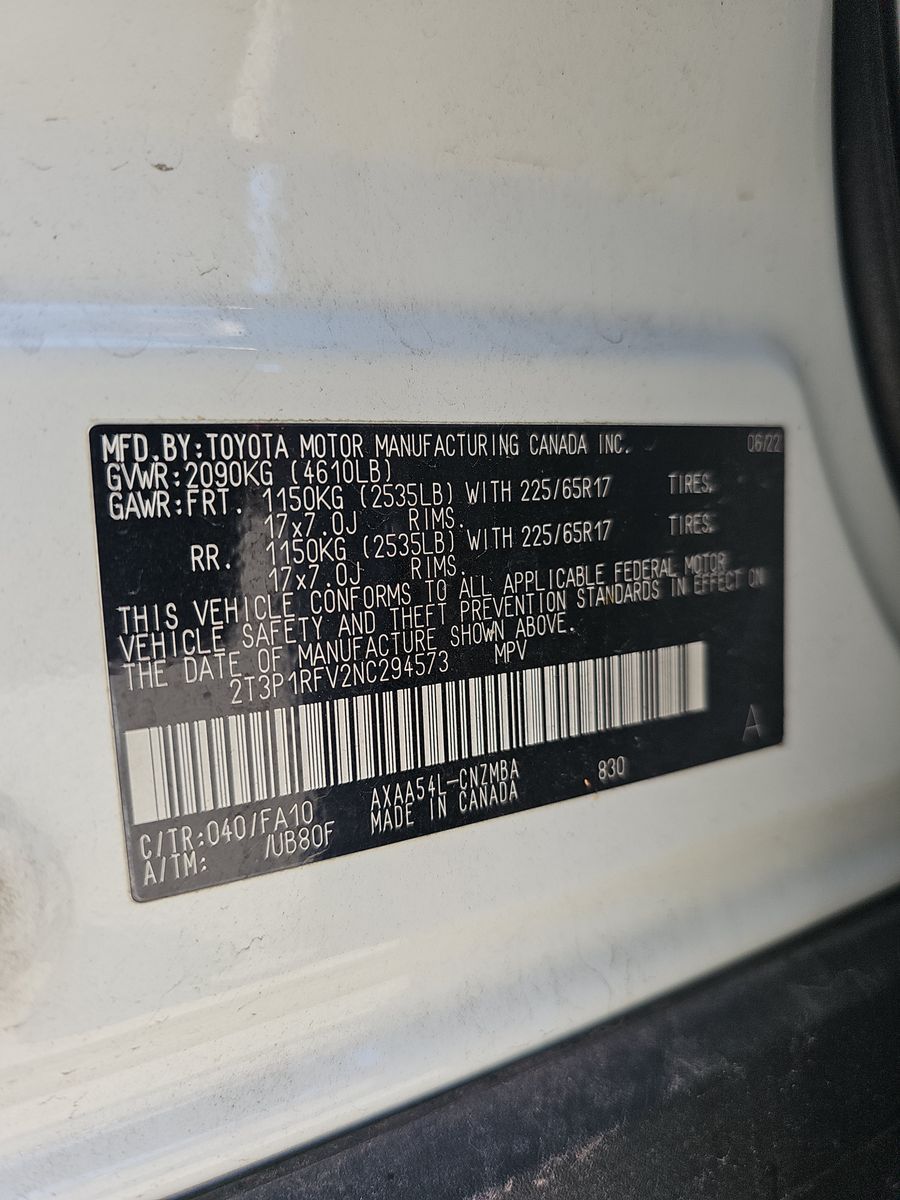 MFD.BY:TOYOTA MOTOR MANUFACTURING CANADA INC. 06/22
GVWR:2090KG (4610LB)
GAWR:FRT. 1150KG (2535LB) WITH 225/65R17 TIRES,
17x7.0J RIMS.
RR. 1150KG (2535LB) WITH 225/65R17 TIRES,
17x7.0J RIMS.
THIS VEHICLE CONFORMS TO ALL APPLICABLE FEDERAL MOTOR
VEHICLE SAFETY AND THEFT PREVENTION STANDARDS IN EFFECT ON
THE DATE OF MANUFACTURE SHOWN ABOVE.
2T3P1RFV2NC294573 MPV
A
C/TR:040/FA10 AXAA54L-CNZMBA 830
A/TM: /UB80F MADE IN CANADA